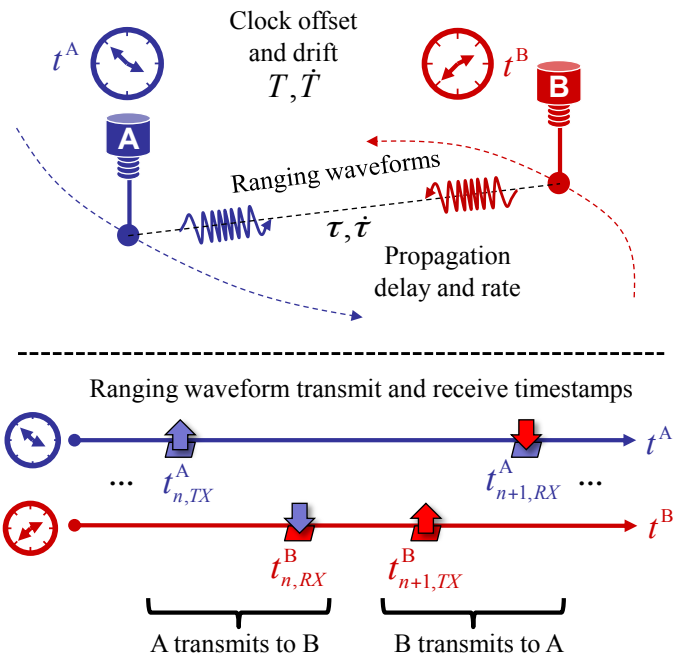 Clock offset
and drift
T, Ṫ
t^A
t^B
A
B
Ranging waveforms
τ, τ̇
Propagation
delay and rate
Ranging waveform transmit and receive timestamps
t^A
... t^A_{n,TX} t^A_{n+1,RX} ...
t^B
t^B_{n,RX} t^B_{n+1,TX}
A transmits to B B transmits to A